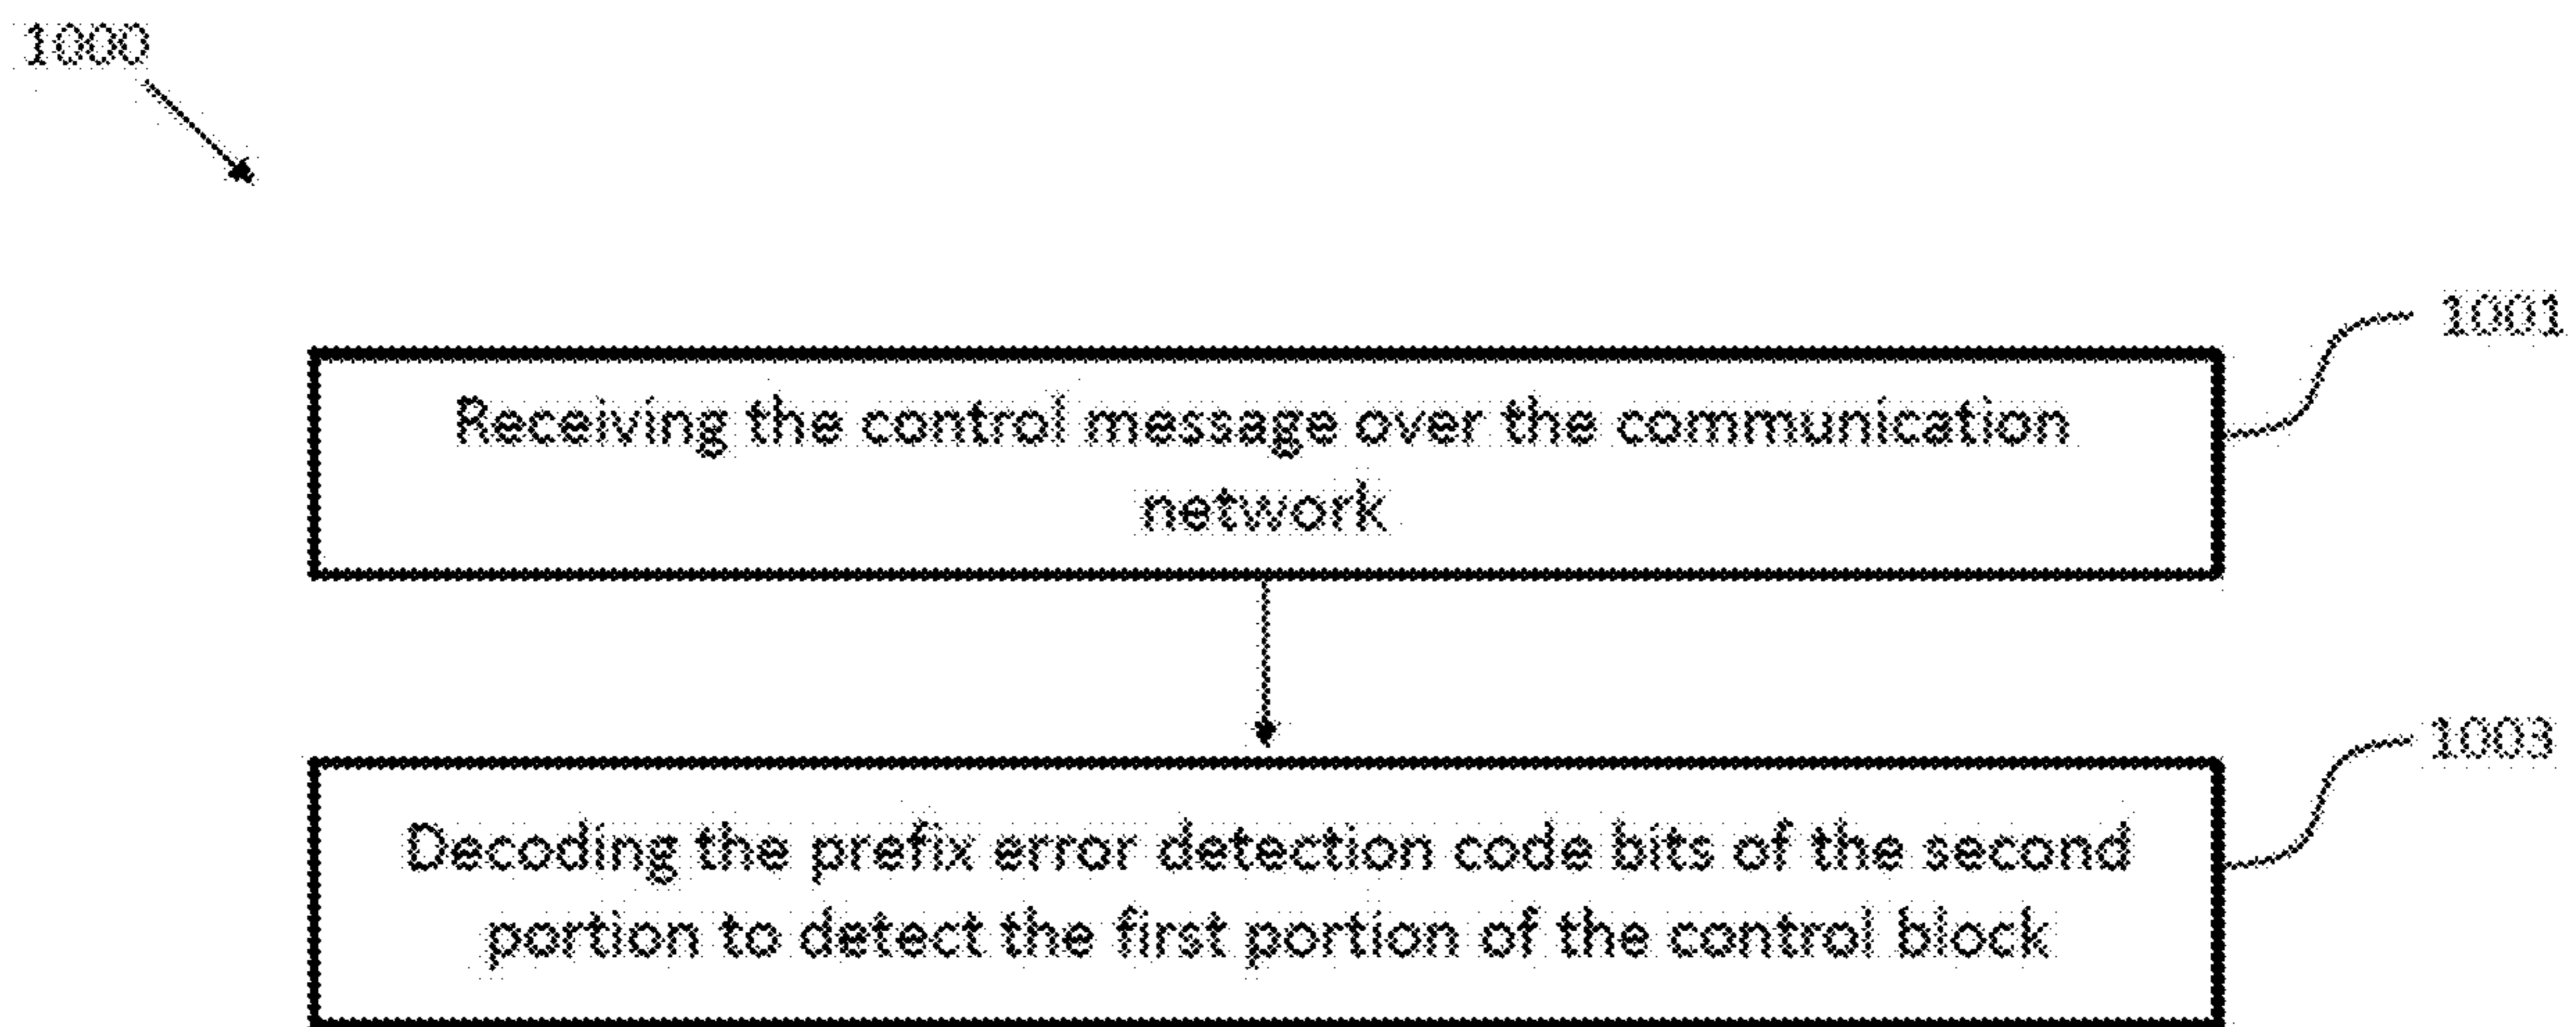 1000
1001
Receiving the control message over the communication
network
1003
Decoding the prefix error detection code bits of the second
portion to detect the first portion of the control block